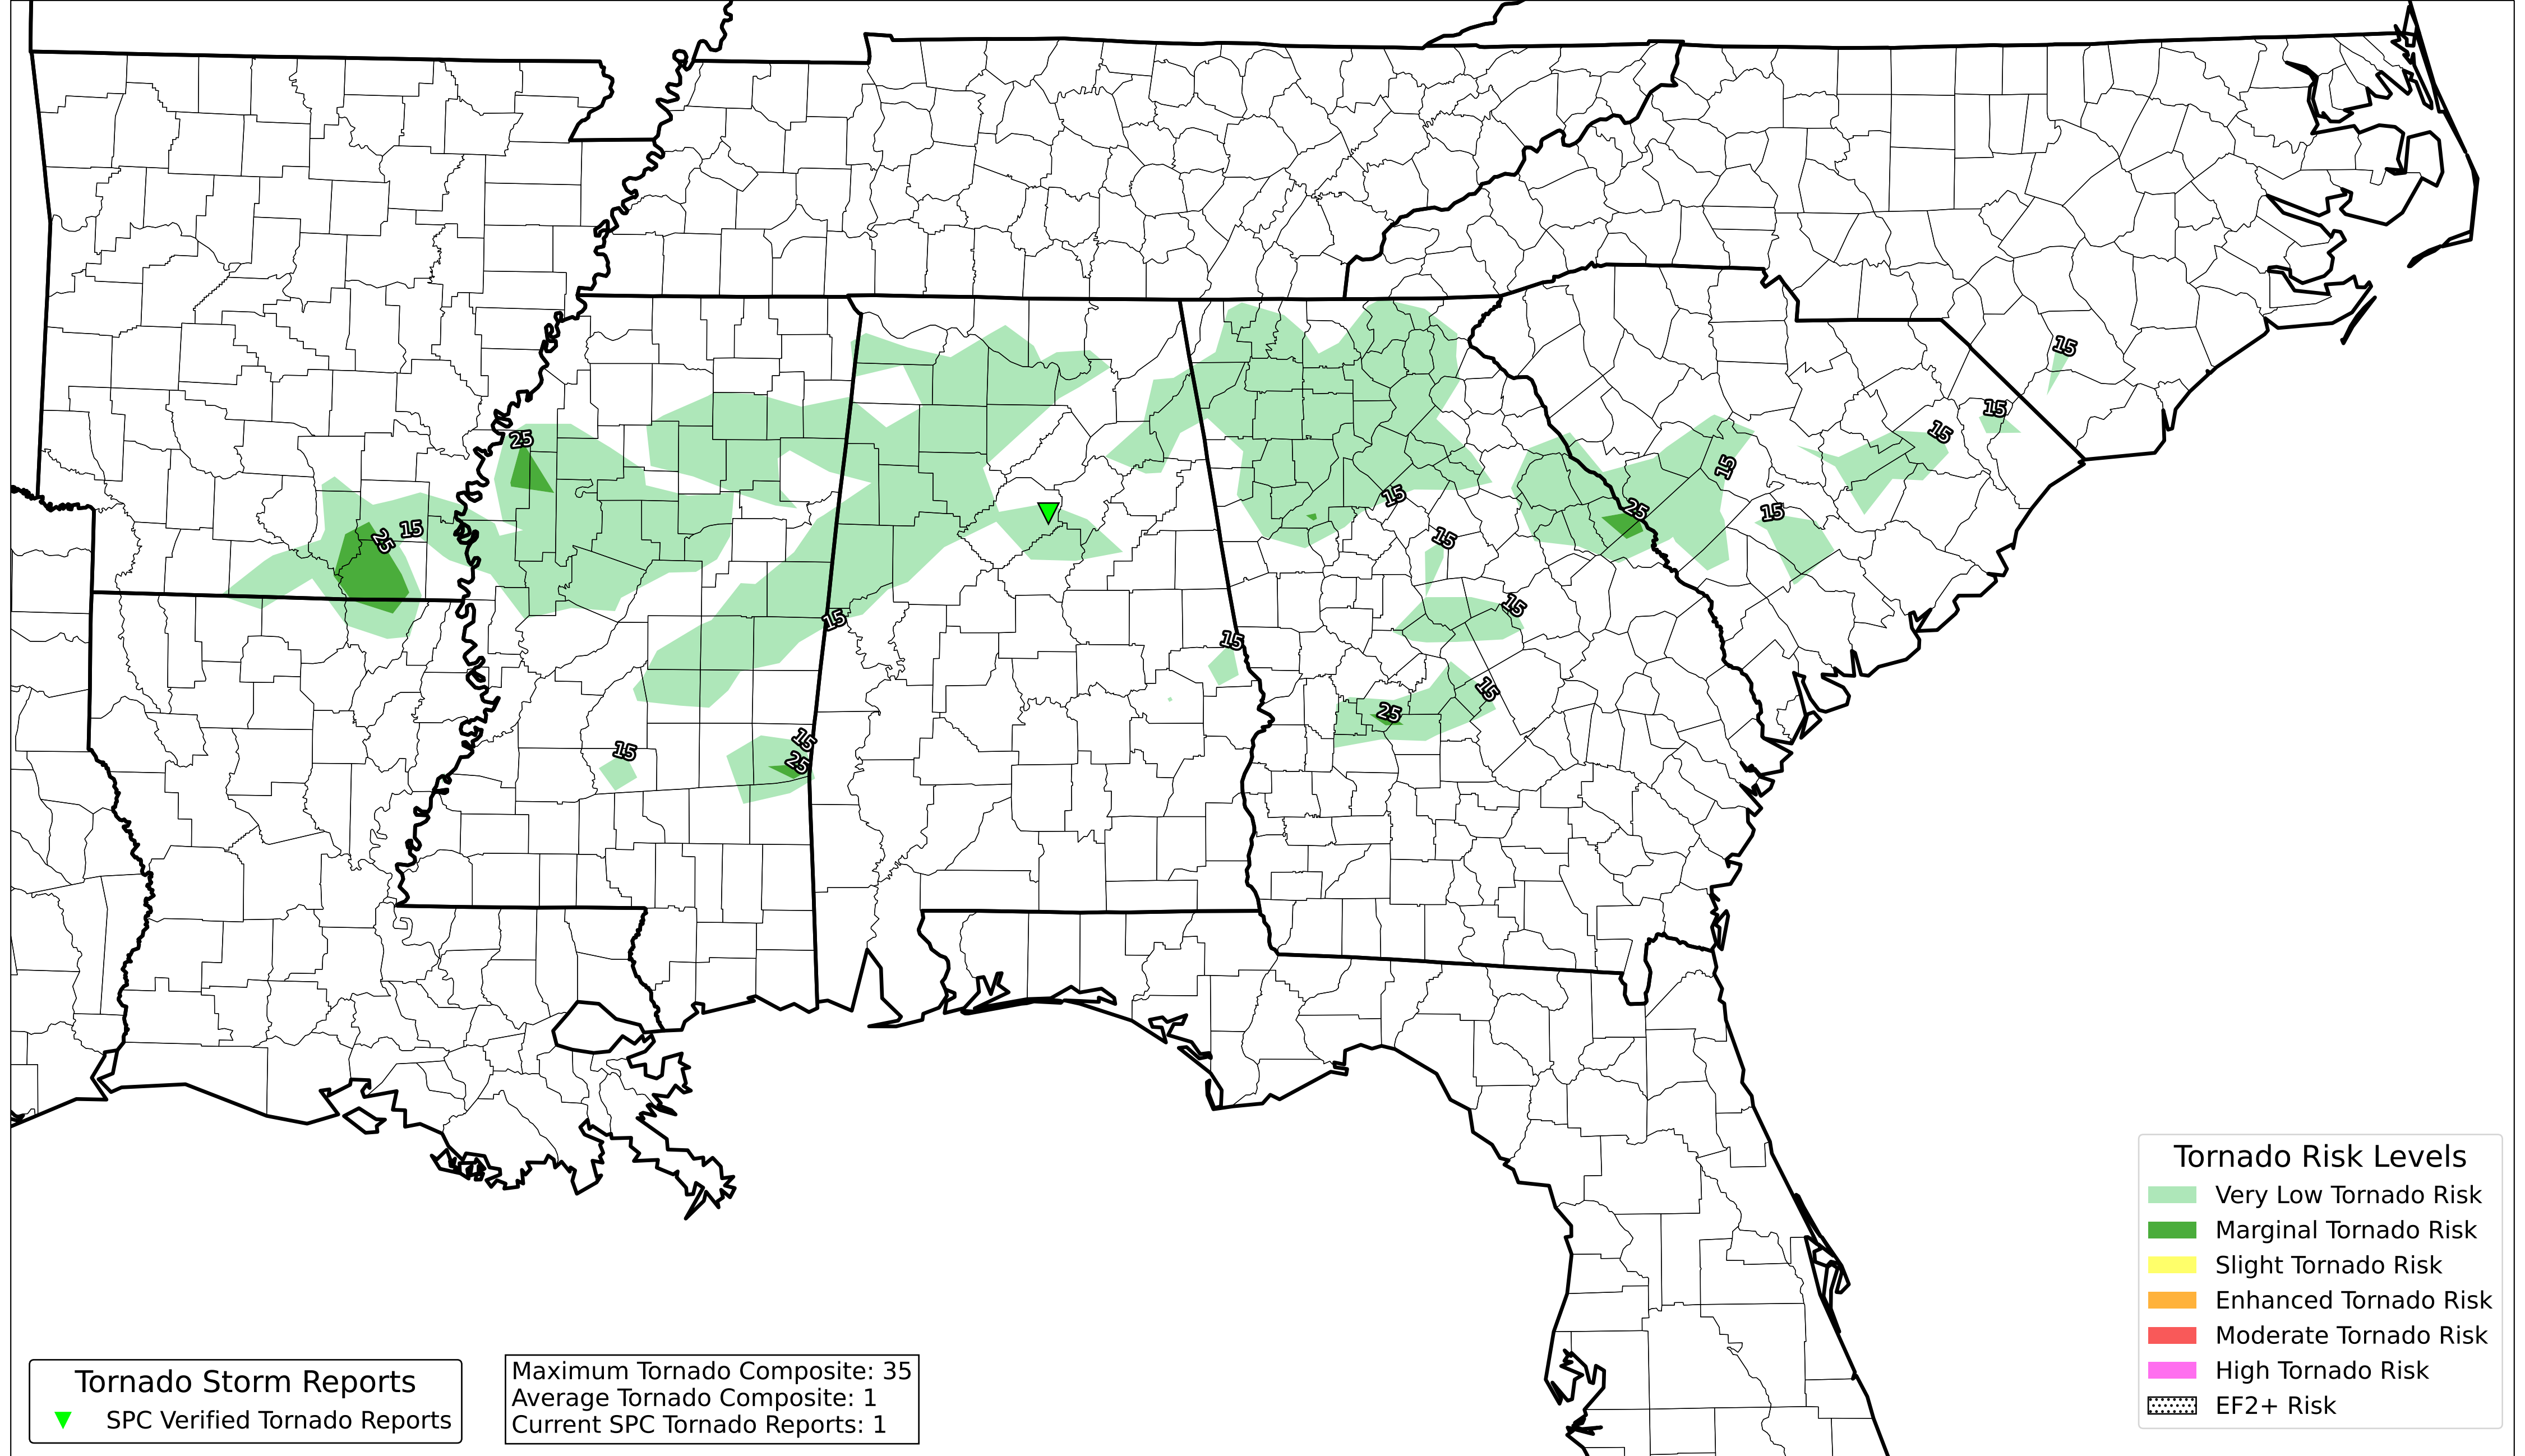 15
15
25
15
25
15
15
15
25
15
25
15
15
15
15
15
25
15
15
15
25
Tornado Risk Levels
Very Low Tornado Risk
Marginal Tornado Risk
Slight Tornado Risk
Enhanced Tornado Risk
Moderate Tornado Risk
High Tornado Risk
EF2+ Risk
Tornado Storm Reports
SPC Verified Tornado Reports
Maximum Tornado Composite: 35
Average Tornado Composite: 1
Current SPC Tornado Reports: 1